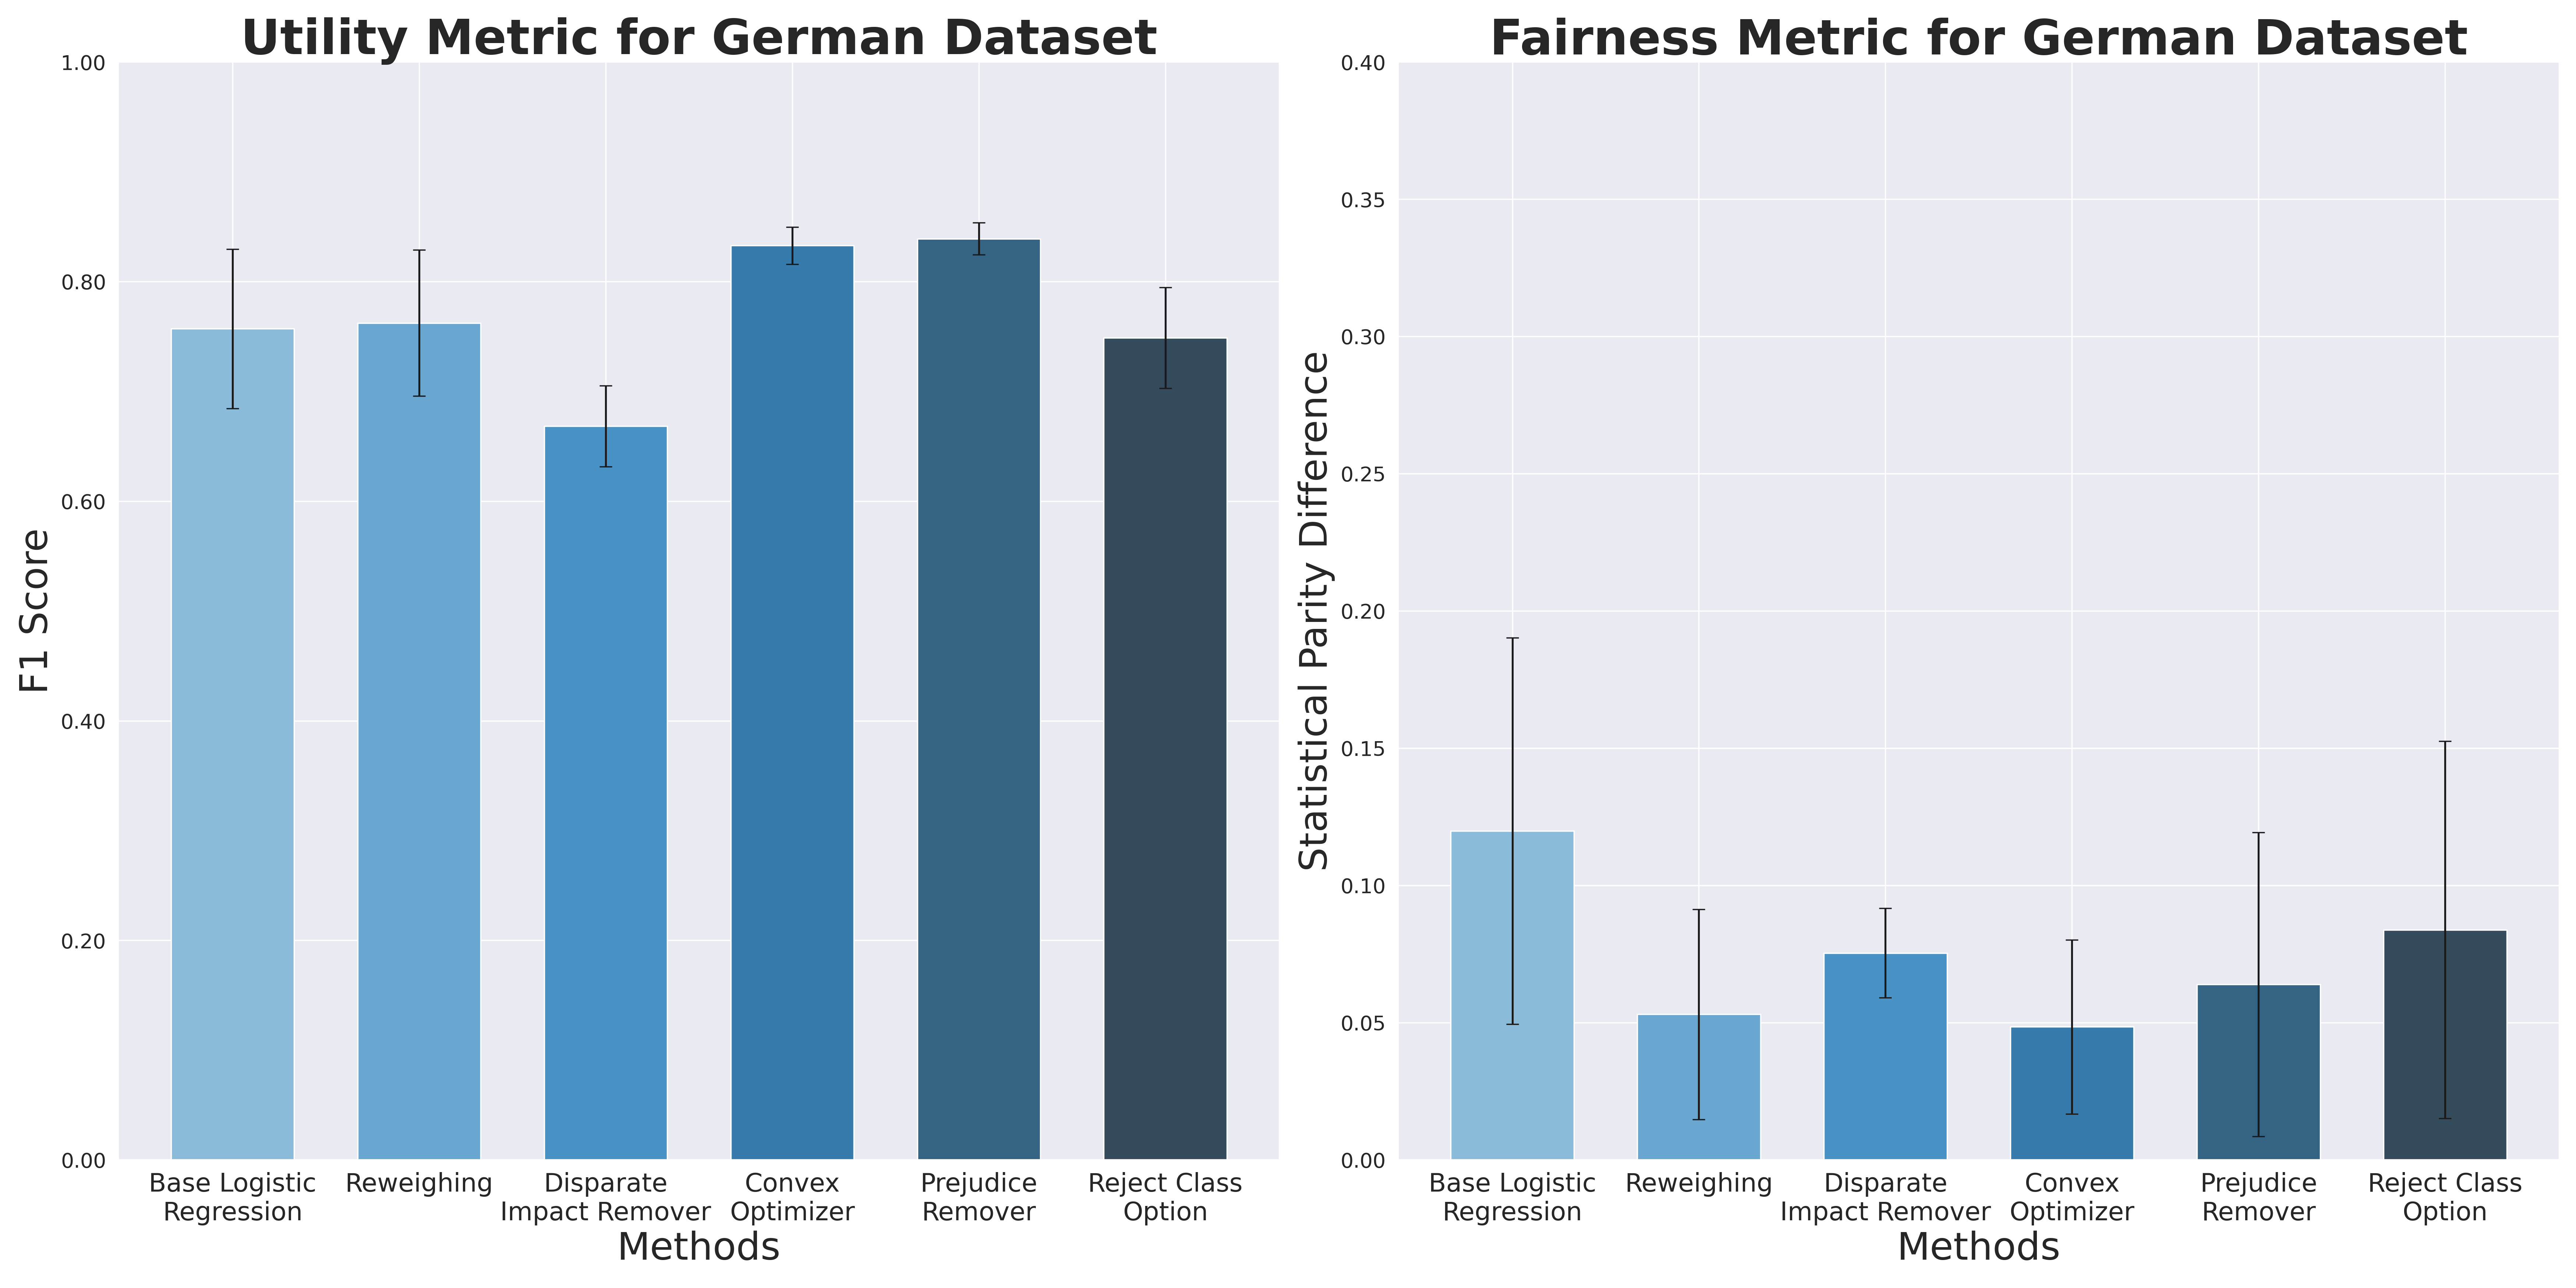 Utility Metric for German Dataset
F1 Score
1.00
0.80
0.60
0.40
0.20
0.00
Base Logistic
Regression
Reweighing
Disparate
Impact Remover
Convex
Optimizer
Prejudice
Remover
Reject Class
Option
Methods
Fairness Metric for German Dataset
Statistical Parity Difference
0.40
0.35
0.30
0.25
0.20
0.15
0.10
0.05
0.00
Base Logistic
Regression
Reweighing
Disparate
Impact Remover
Convex
Optimizer
Prejudice
Remover
Reject Class
Option
Methods